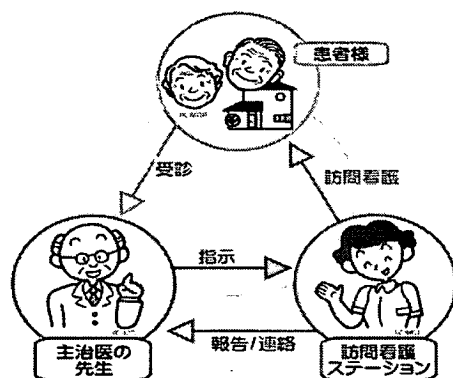 患者様
受診
訪問看護
指示
報告/連絡
主治医の
先生
訪問看護
ステーション